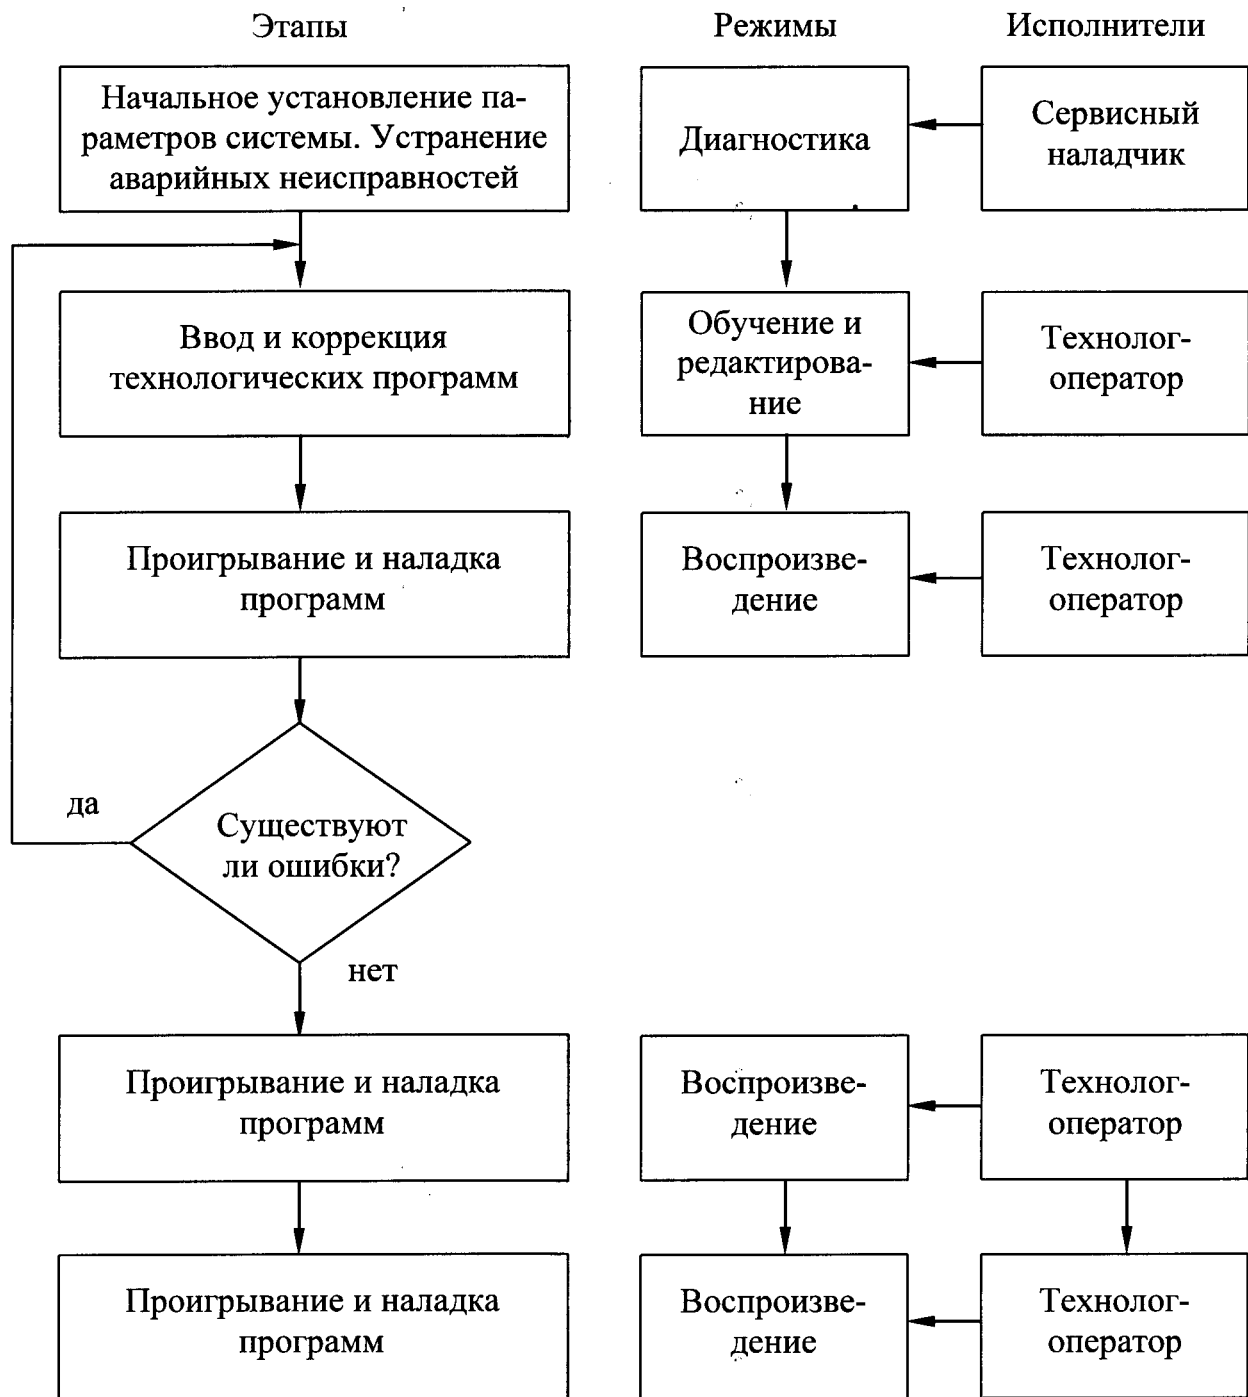 Этапы
Режимы
Исполнители
Начальное установление па-
раметров системы. Устранение
аварийных неисправностей
Диагностика
Сервисный
наладчик
Ввод и коррекция
технологических программ
Обучение и
редактирова-
ние
Технолог-
оператор
Проигрывание и наладка
программ
Воспроизве-
дение
Технолог-
оператор
да
Существуют
ли ошибки?
нет
Проигрывание и наладка
программ
Воспроизве-
дение
Технолог-
оператор
Проигрывание и наладка
программ
Воспроизве-
дение
Технолог-
оператор